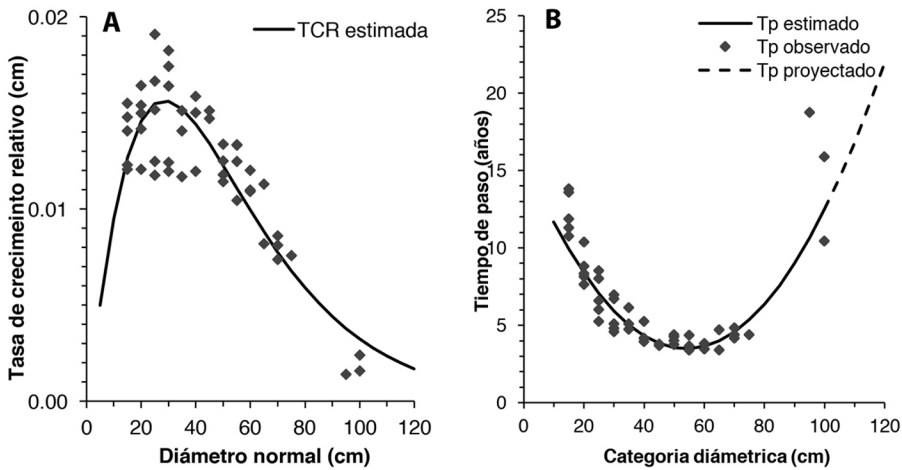 A
TCR estimada
Tasa de crecimeinto relativo (cm)
0.02
0.01
0.00
0 20 40 60 80 100 120
Diámetro normal (cm)
B
Tp estimado
Tp observado
Tp proyectado
Tiempo de paso (años)
25
20
15
10
5
0
0 20 40 60 80 100 120
Categoria diámetrica (cm)